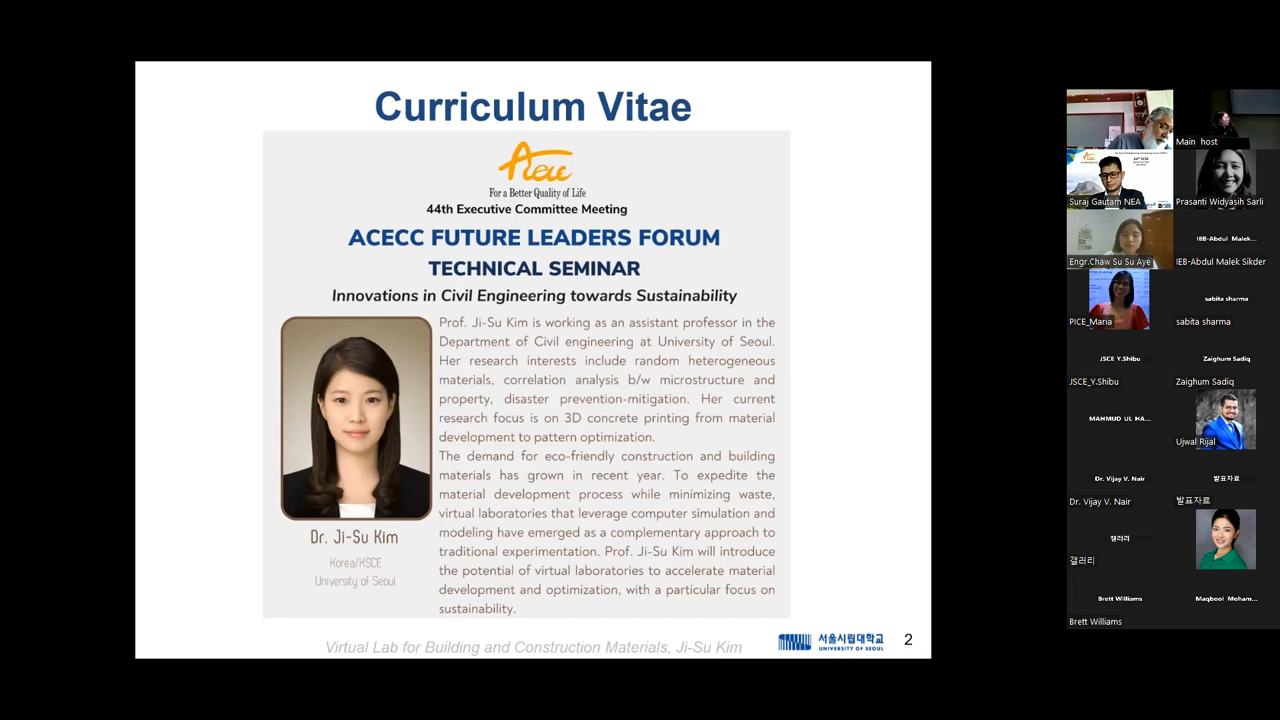 Curriculum Vitae
Acecc
For a Better Quality of Life
44th Executive Committee Meeting
ACECC FUTURE LEADERS FORUM
TECHNICAL SEMINAR
Innovations in Civil Engineering towards Sustainability
Prof. Ji-Su Kim is working as an assistant professor in the
Department of Civil engineering at University of Seoul.
Her research interests include random heterogeneous
materials, correlation analysis b/w microstructure and
property, disaster prevention-mitigation. Her current
research focus is on 3D concrete printing from material
development to pattern optimization.
The demand for eco-friendly construction and building
materials has grown in recent year. To expedite the
material development process while minimizing waste,
virtual laboratories that leverage computer simulation and
modeling have emerged as a complementary approach to
traditional experimentation. Prof. Ji-Su Kim will introduce
the potential of virtual laboratories to accelerate material
development and optimization, with a particular focus on
sustainability.
Dr. Ji-Su Kim
Korea/KSCE
University of Seoul
Virtual Lab for Building and Construction Materials, Ji-Su Kim
서울시립대학교
UNIVERSITY OF SEOUL
2
Main host
Suraj Gautam NEA
Prasanti Widyasih Sarli
IEB-Abdul Malek...
Engr.Chaw Su Su Aye
IEB-Abdul Malek Sikder
sabita sharma
PICE_Maria
sabita sharma
JSCE Y.Shibu
Zaighum Sadiq
JSCE_Y.Shibu
Zaighum Sadiq
MAHMUD UL HA...
Ujwal Rijal
Dr. Vijay V. Nair
발표자료
Dr. Vijay V. Nair
발표자료
갤러리
갤러리
Brett Williams
Maqbool Moham...
Brett Williams